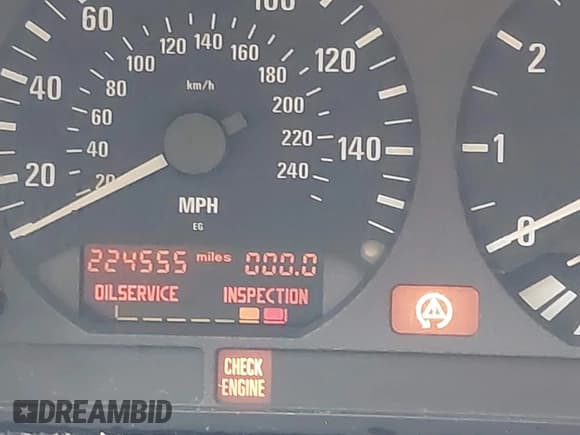 60
100
2
40
80
100
120
140
160
180
120
km/h
60
200
40
220
140
1
20
20
240
MPH
EG
0
224555 miles 000.0
OILSERVICE INSPECTION
CHECK
ENGINE
DREAMBID